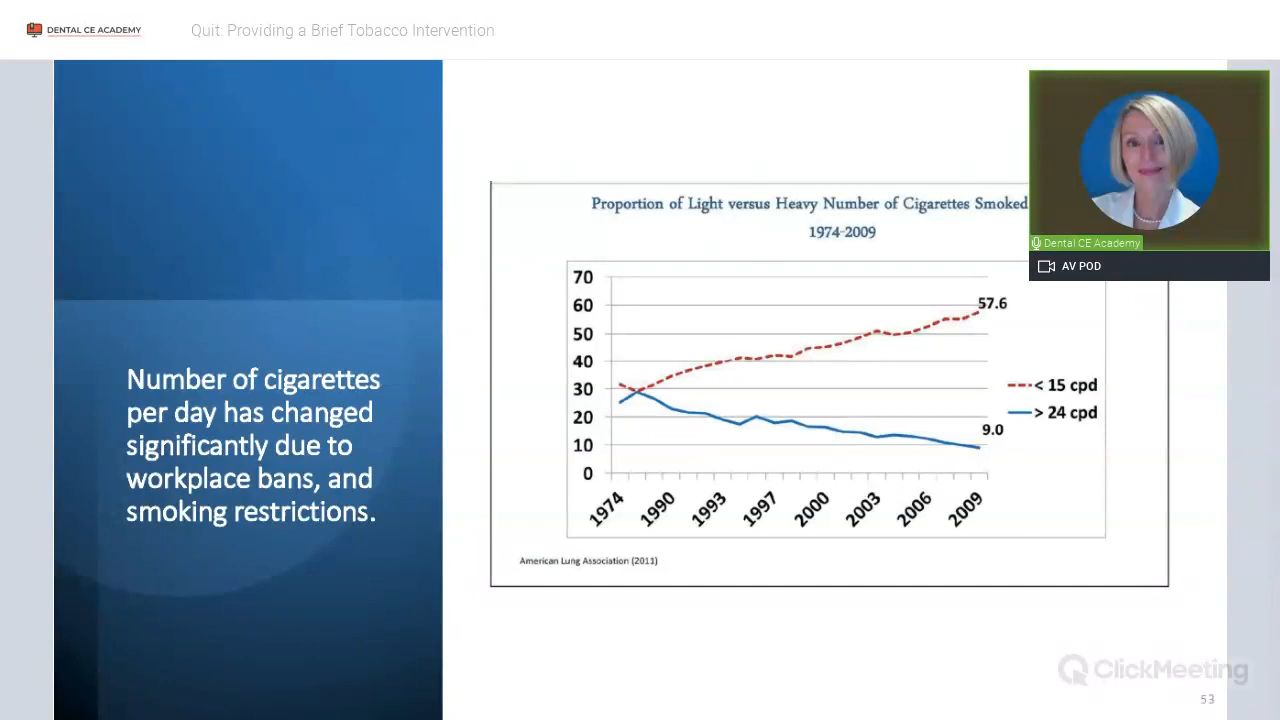 DENTAL CE ACADEMY
Quit: Providing a Brief Tobacco Intervention
Number of cigarettes
per day has changed
significantly due to
workplace bans, and
smoking restrictions.
Proportion of Light versus Heavy Number of Cigarettes Smoked
1974-2009
70
60
50
40
30
20
10
0
57.6
9.0
< 15 cpd
> 24 cpd
1974
1990
1993
1997
2000
2003
2006
2009
American Lung Association (2011)
Dental CE Academy
AV POD
ClickMeeting
53